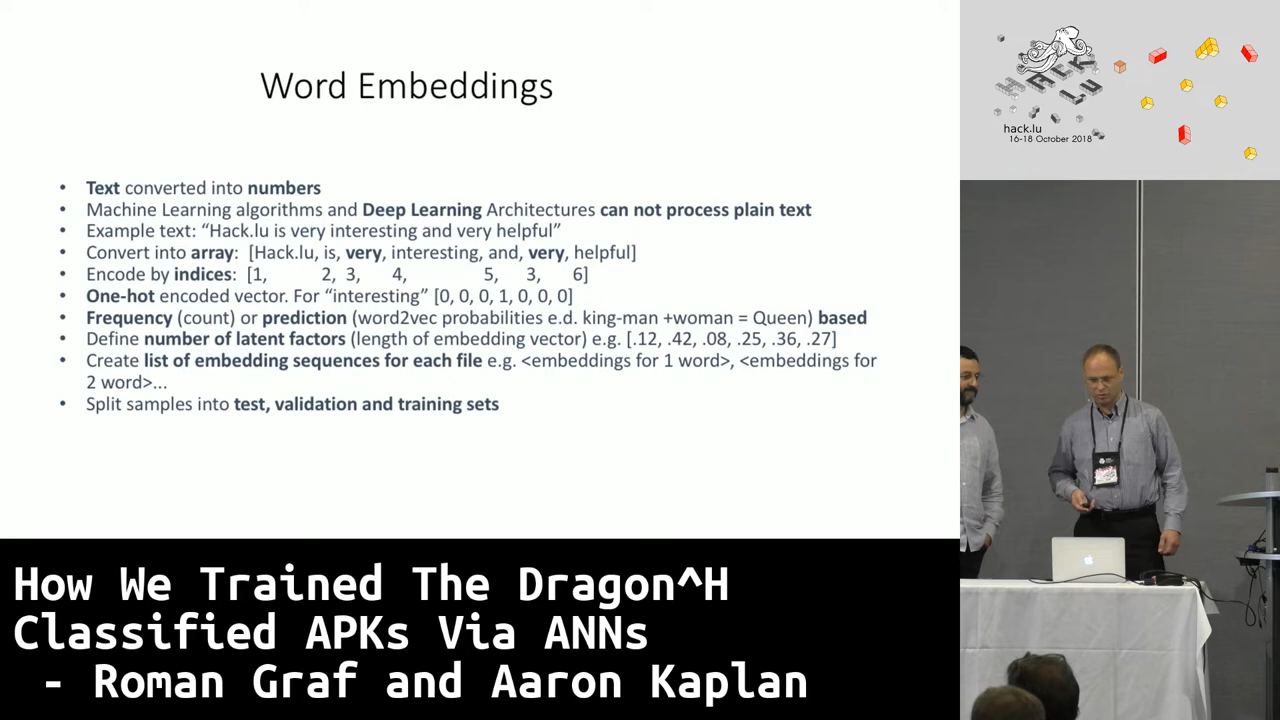 Word Embeddings
• Text converted into numbers
• Machine Learning algorithms and Deep Learning Architectures can not process plain text
• Example text: “Hack.lu is very interesting and very helpful”
• Convert into array: [Hack.lu, is, very, interesting, and, very, helpful]
• Encode by indices: [1, 2, 3, 4, 5, 3, 6]
• One-hot encoded vector. For “interesting” [0, 0, 0, 1, 0, 0, 0]
• Frequency (count) or prediction (word2vec probabilities e.d. king-man +woman = Queen) based
• Define number of latent factors (length of embedding vector) e.g. [.12, .42, .08, .25, .36, .27]
• Create list of embedding sequences for each file e.g. <embeddings for 1 word>, <embeddings for
2 word>...
• Split samples into test, validation and training sets
HACK
LU
hack.lu
16-18 October 2018
How We Trained The Dragon^H
Classified APKs Via ANNs
- Roman Graf and Aaron Kaplan